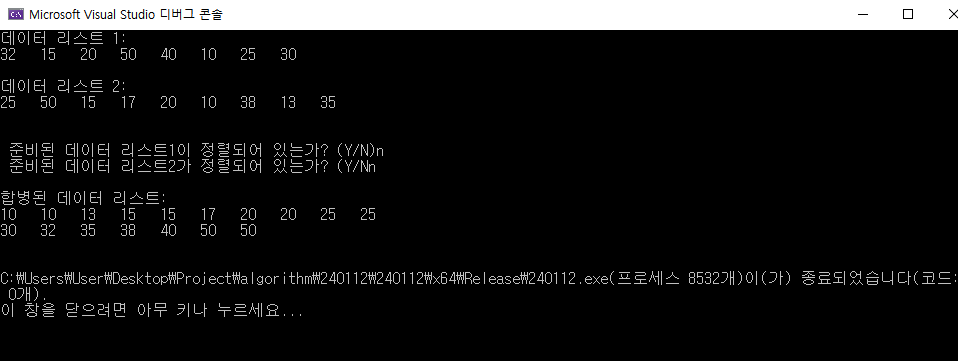 Microsoft Visual Studio 디버그 콘솔
데이터 리스트 1:
32 15 20 50 40 10 25 30
데이터 리스트 2:
25 50 15 17 20 10 38 13 35
준비된 데이터 리스트1이 정렬되어 있는가? (Y/N)n
준비된 데이터 리스트2가 정렬되어 있는가? (Y/Nn
합병된 데이터 리스트:
10 10 13 15 15 17 20 20 25 25
30 32 35 38 40 50 50
C:₩Users₩User₩Desktop₩Project₩algorithm₩240112₩240112₩x64₩Release₩240112.exe(프로세스 8532개)이(가) 종료되었습니다(코드:
0개).
이 창을 닫으려면 아무 키나 누르세요...